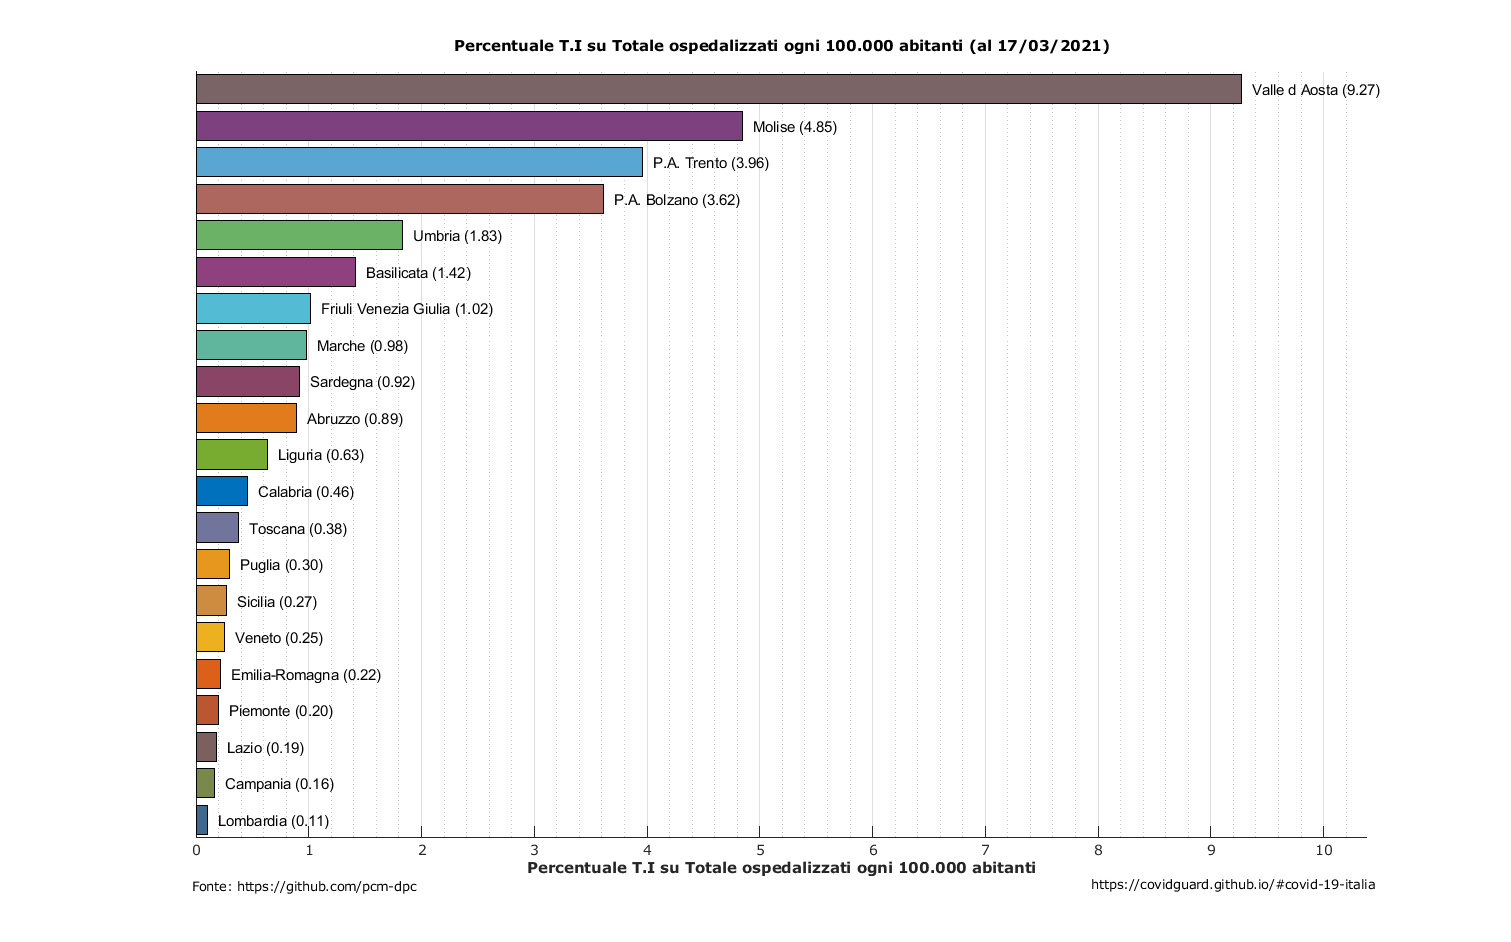 Percentuale T.I su Totale ospedalizzati ogni 100.000 abitanti (al 17/03/2021)
Valle d Aosta (9.27)
Molise (4.85)
P.A. Trento (3.96)
P.A. Bolzano (3.62)
Umbria (1.83)
Basilicata (1.42)
Friuli Venezia Giulia (1.02)
Marche (0.98)
Sardegna (0.92)
Abruzzo (0.89)
Liguria (0.63)
Calabria (0.46)
Toscana (0.38)
Puglia (0.30)
Sicilia (0.27)
Veneto (0.25)
Emilia-Romagna (0.22)
Piemonte (0.20)
Lazio (0.19)
Campania (0.16)
Lombardia (0.11)
0 1 2 3 4 5 6 7 8 9 10
Percentuale T.I su Totale ospedalizzati ogni 100.000 abitanti
Fonte: https://github.com/pcm-dpc
https://covidguard.github.io/#covid-19-italia